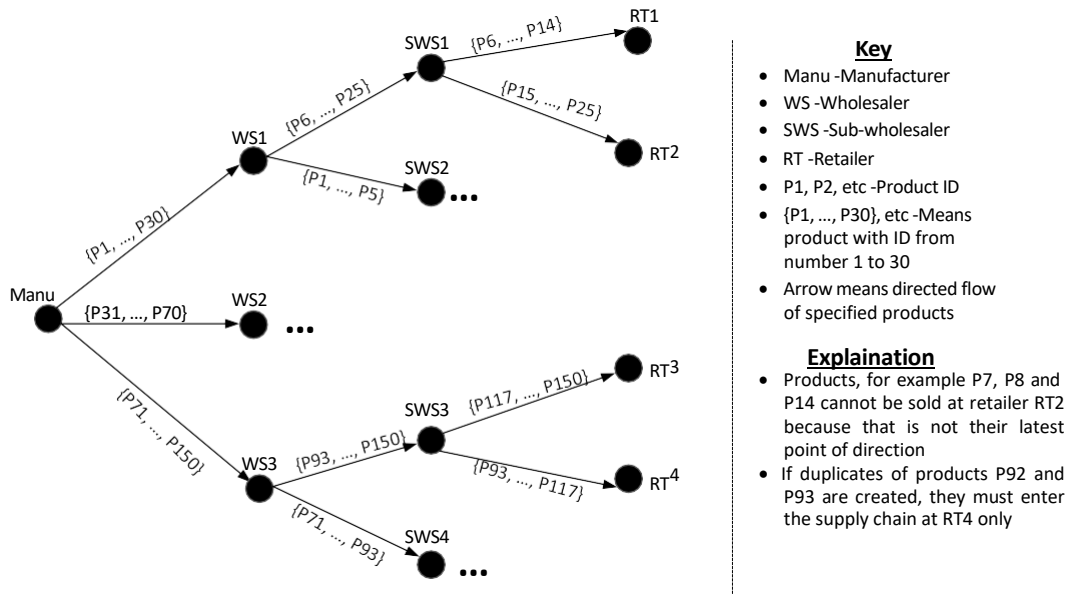 RT1
{P6, ..., P14}
SWS1
{P15, ..., P25}
{P6, ..., P25}
WS1
RT2
SWS2
{P1, ..., P5}
...
{P1, ..., P30}
Manu
WS2
{P31, ..., P70}
...
RT3
{P117, ..., P150}
SWS3
{P71, ..., P150}
{P93, ..., P150}
WS3
{P93, ..., P117}
RT4
{P71, ..., P93}
SWS4
...
Key
• Manu -Manufacturer
• WS -Wholesaler
• SWS -Sub-wholesaler
• RT -Retailer
• P1, P2, etc -Product ID
• {P1, ..., P30}, etc -Means
product with ID from
number 1 to 30
• Arrow means directed flow
of specified products
Explaination
• Products, for example P7, P8 and
P14 cannot be sold at retailer RT2
because that is not their latest
point of direction
• If duplicates of products P92 and
P93 are created, they must enter
the supply chain at RT4 only